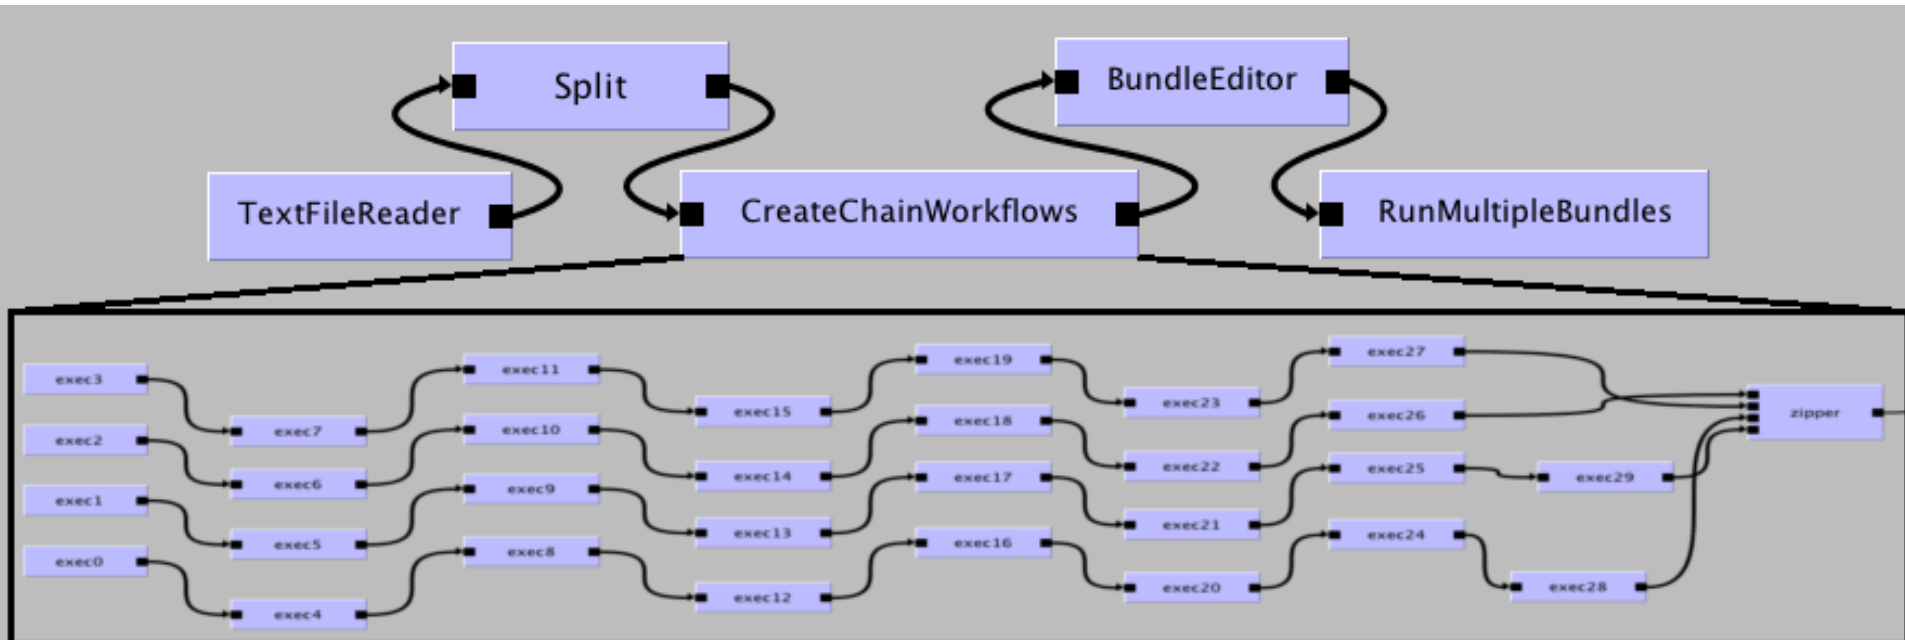 Split
BundleEditor
TextFileReader
CreateChainWorkflows
RunMultipleBundles
exec3
exec2
exec1
exec0
exec7
exec6
exec5
exec4
exec11
exec10
exec9
exec8
exec15
exec14
exec13
exec12
exec19
exec18
exec17
exec16
exec23
exec22
exec21
exec20
exec27
exec26
exec25
exec24
exec29
exec28
zipper